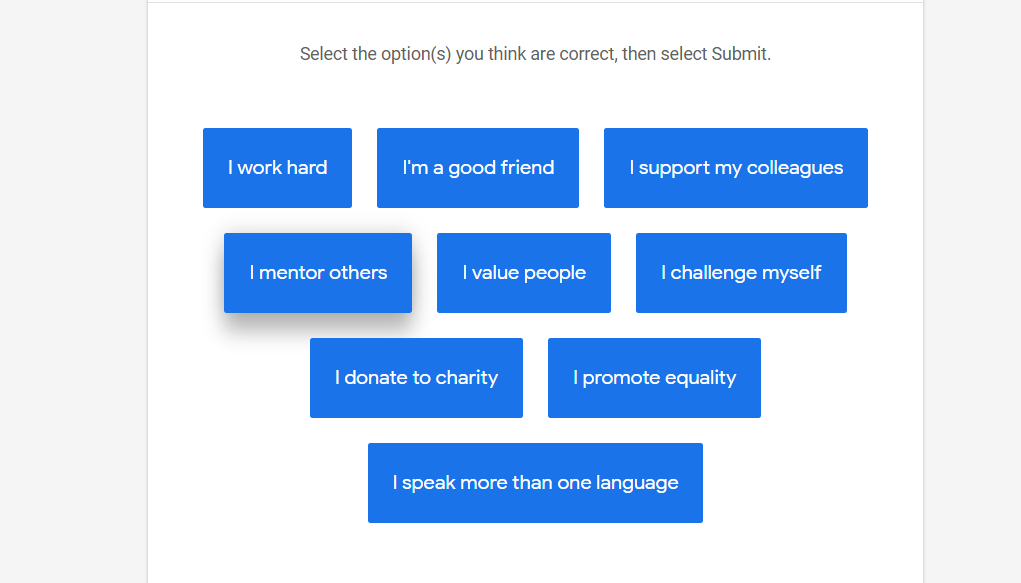 Select the option(s) you think are correct, then select Submit.
I work hard
I'm a good friend
I support my colleagues
I mentor others
I value people
I challenge myself
I donate to charity
I promote equality
I speak more than one language